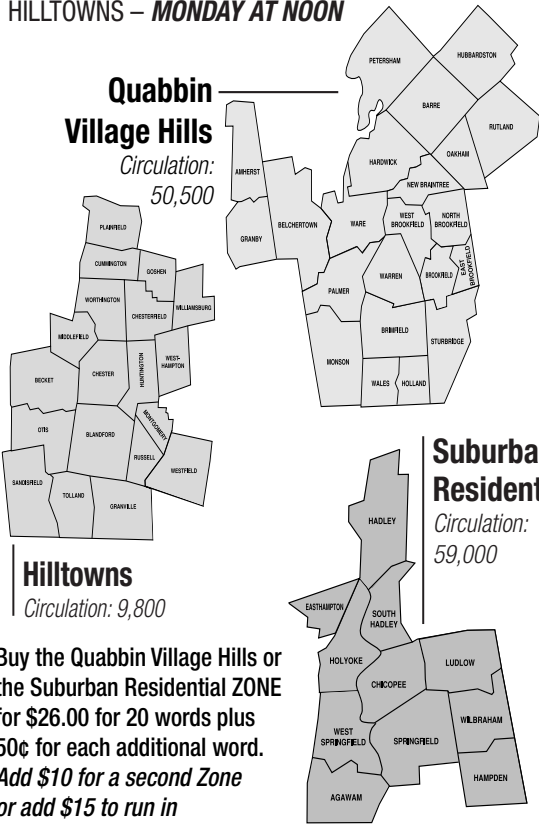 HILLTOWNS – MONDAY AT NOON
Quabbin
Village Hills
Circulation:
50,500
PETERSHAM
HUBBARDSTON
BARRE
RUTLAND
OAKHAM
HARDWICK
NEW BRAINTREE
AMHERST
BELCHERTOWN
GRANBY
WARE
WEST
BROOKFIELD
NORTH
BROOKFIELD
EAST
BROOKFIELD
BROOKFIELD
WARREN
PALMER
BRIMFIELD
STURBRIDGE
MONSON
WALES
HOLLAND
PLAINFIELD
CUMMINGTON
GOSHEN
WORTHINGTON
CHESTERFIELD
WILLIAMSBURG
MIDDLEFIELD
WEST-
HAMPTON
HUNTINGTON
CHESTER
BECKET
MONTGOMERY
OTIS
BLANDFORD
RUSSELL
WESTFIELD
SANDISFIELD
TOLLAND
GRANVILLE
Hilltowns
Circulation: 9,800
Suburba
Resident
Circulation:
59,000
HADLEY
EASTHAMPTON
SOUTH
HADLEY
HOLYOKE
LUDLOW
CHICOPEE
WILBRAHAM
WEST
SPRINGFIELD
SPRINGFIELD
HAMPDEN
AGAWAM
Buy the Quabbin Village Hills or
the Suburban Residential ZONE
for $26.00 for 20 words plus
50¢ for each additional word.
Add $10 for a second Zone
or add $15 to run in